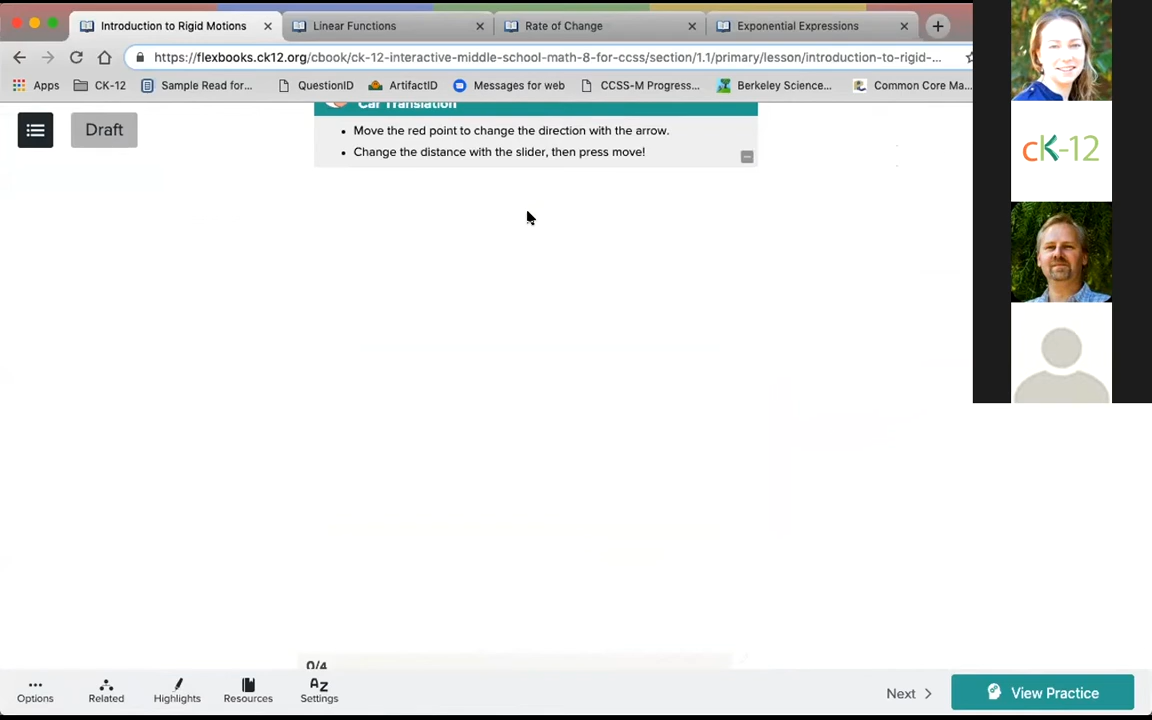 Introduction to Rigid Motions
Linear Functions
Rate of Change
Exponential Expressions
https://flexbooks.ck12.org/cbook/ck-12-interactive-middle-school-math-8-for-ccss/section/1.1/primary/lesson/introduction-to-rigid-...
Apps
CK-12
Sample Read for...
QuestionID
ArtifactID
Messages for web
CCSS-M Progress...
Berkeley Science...
Common Core Ma...
cK-12
Draft
Car Translation
• Move the red point to change the direction with the arrow.
• Change the distance with the slider, then press move!
0/4
Options
Related
Highlights
Resources
AZ
Settings
Next
View Practice